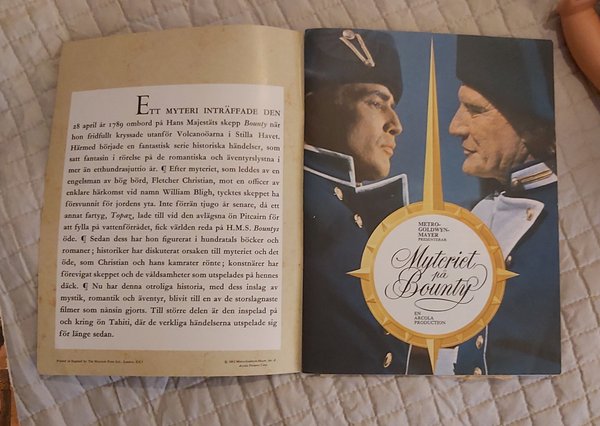 ETT MYTERI INTRÄFFADE DEN
28 april år 1789 ombord på Hans Majestäts skepp Bounty när
hon fridfullt kryssade utanför Volcanoöarna i Stilla Havet.
Härmed började en fantastisk serie historiska händelser, som
satt fantasin i rörelse på de romantiska och äventyrslystna i
mer än etthundrasjuttio år. ¶ Efter myteriet, som leddes av en
engelsman av hög börd, Fletcher Christian, mot en officer av
enklare härkomst vid namn William Bligh, tycktes skeppet ha
försvunnit för jordens yta. Inte förrän tjugo år senare, då ett
annat fartyg, Topaz, lade till vid den avlägsna ön Pitcairn för
att fylla på vattenförrådet, fick världen reda på H.M.S. Bountys
öde. ¶ Sedan dess har hon figurerat i hundratals böcker och
romaner; historiker har diskuterat orsaken till myteriet och det
öde, som Christian och hans kamrater rönte; konstnärer har
förevigat skeppet och de våldsamheter som utspelades på hennes
däck. ¶ Nu har denna otroliga historia, med dess inslag av
mystik, romantik och äventyr, blivit till en av de storslagnaste
filmer som nånsin gjorts. Till större delen är den inspelad på
och kring ön Tahiti, där de verkliga händelserna utspelade sig
för länge sedan.
METRO-
GOLDWYN-
MAYER
PRESENTERAR
Myteriet
på
Bounty
EN
ARCOLA
PRODUCTION